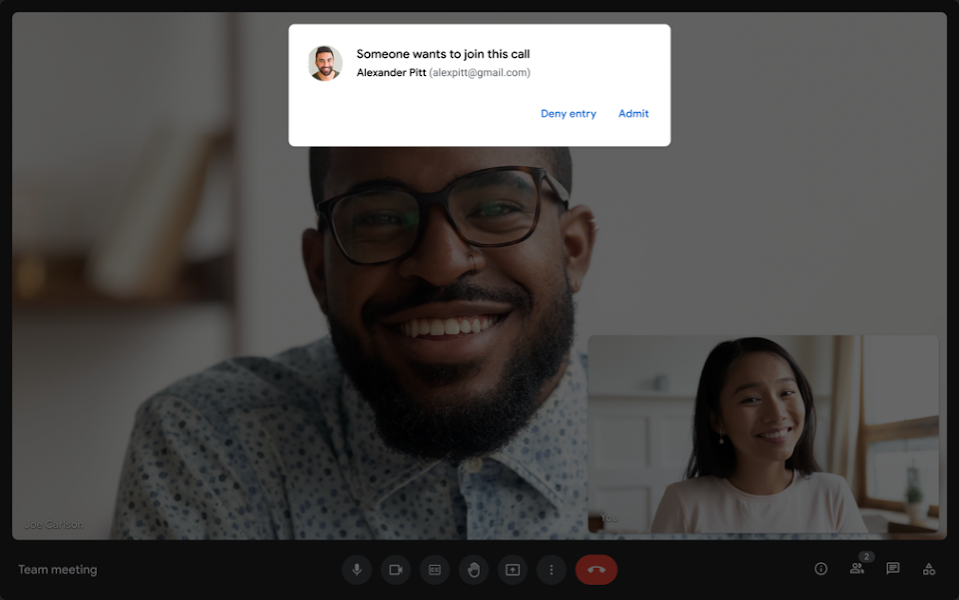 Someone wants to join this call
Alexander Pitt (alexpitt@gmail.com)
Deny entry
Admit
Joe Carlson
You
Team meeting
CC
2